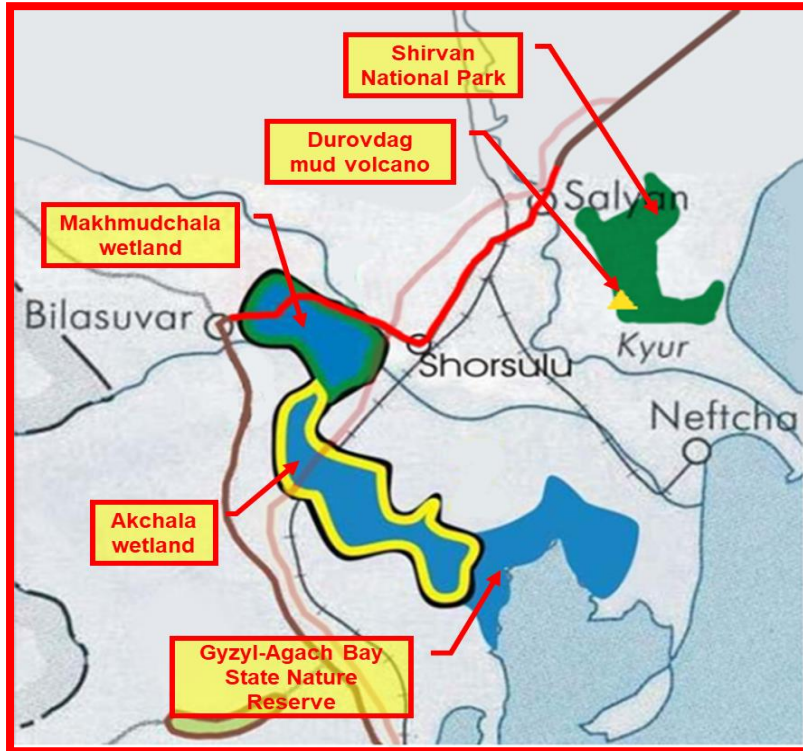 Shirvan
National Park
Durovdag
mud volcano
Salyan
Makhmudchala
wetland
Bilasuvar
Shorsulu
Kyur
Neftcha
Akchala
wetland
Gyzyl-Agach Bay
State Nature
Reserve